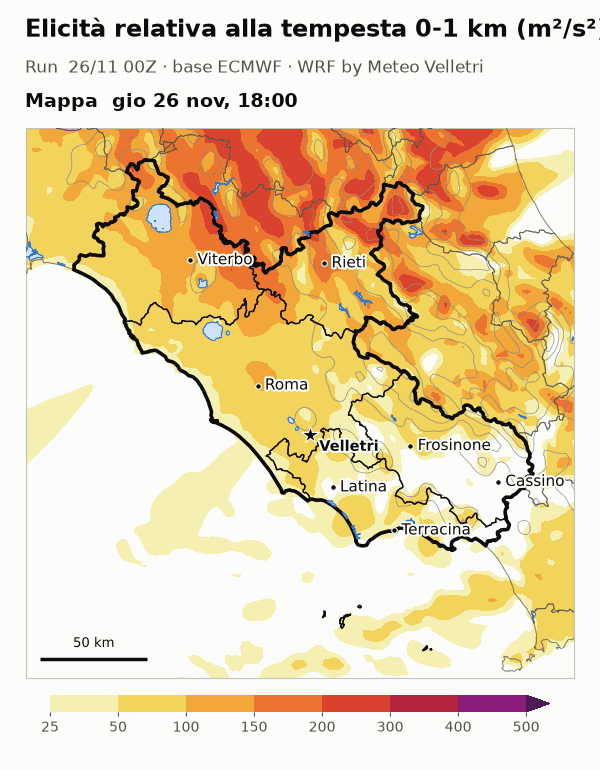 Elicità relativa alla tempesta 0-1 km (m²/s²)
Run 26/11 00Z · base ECMWF · WRF by Meteo Velletri
Mappa gio 26 nov, 18:00
Viterbo
Rieti
Roma
Velletri
Frosinone
Latina
Cassino
Terracina
50 km
25 50 100 150 200 300 400 500